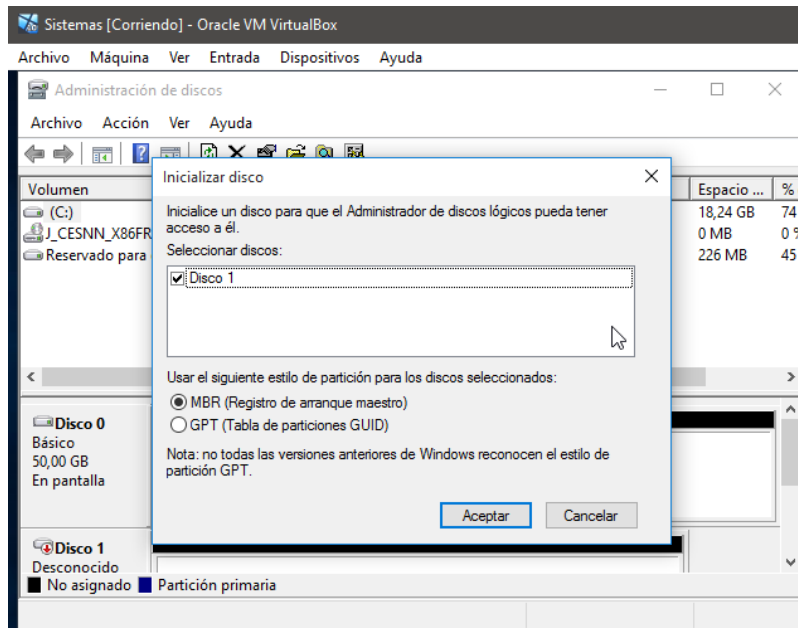 Sistemas [Corriendo] - Oracle VM VirtualBox
Archivo Máquina Ver Entrada Dispositivos Ayuda
Administración de discos
Archivo Acción Ver Ayuda
Inicializar disco
Volumen
Espacio ... %
Inicialice un disco para que el Administrador de discos lógicos pueda tener
acceso a él.
(C:)
18,24 GB 74
J_CESNN_X86FR
0 MB 0 %
Reservado para
226 MB 45
Seleccionar discos:
Disco 1
Usar el siguiente estilo de partición para los discos seleccionados:
MBR (Registro de arranque maestro)
GPT (Tabla de particiones GUID)
Nota: no todas las versiones anteriores de Windows reconocen el estilo de
partición GPT.
Aceptar Cancelar
Disco 0
Básico
50,00 GB
En pantalla
Disco 1
Desconocido
No asignado Partición primaria